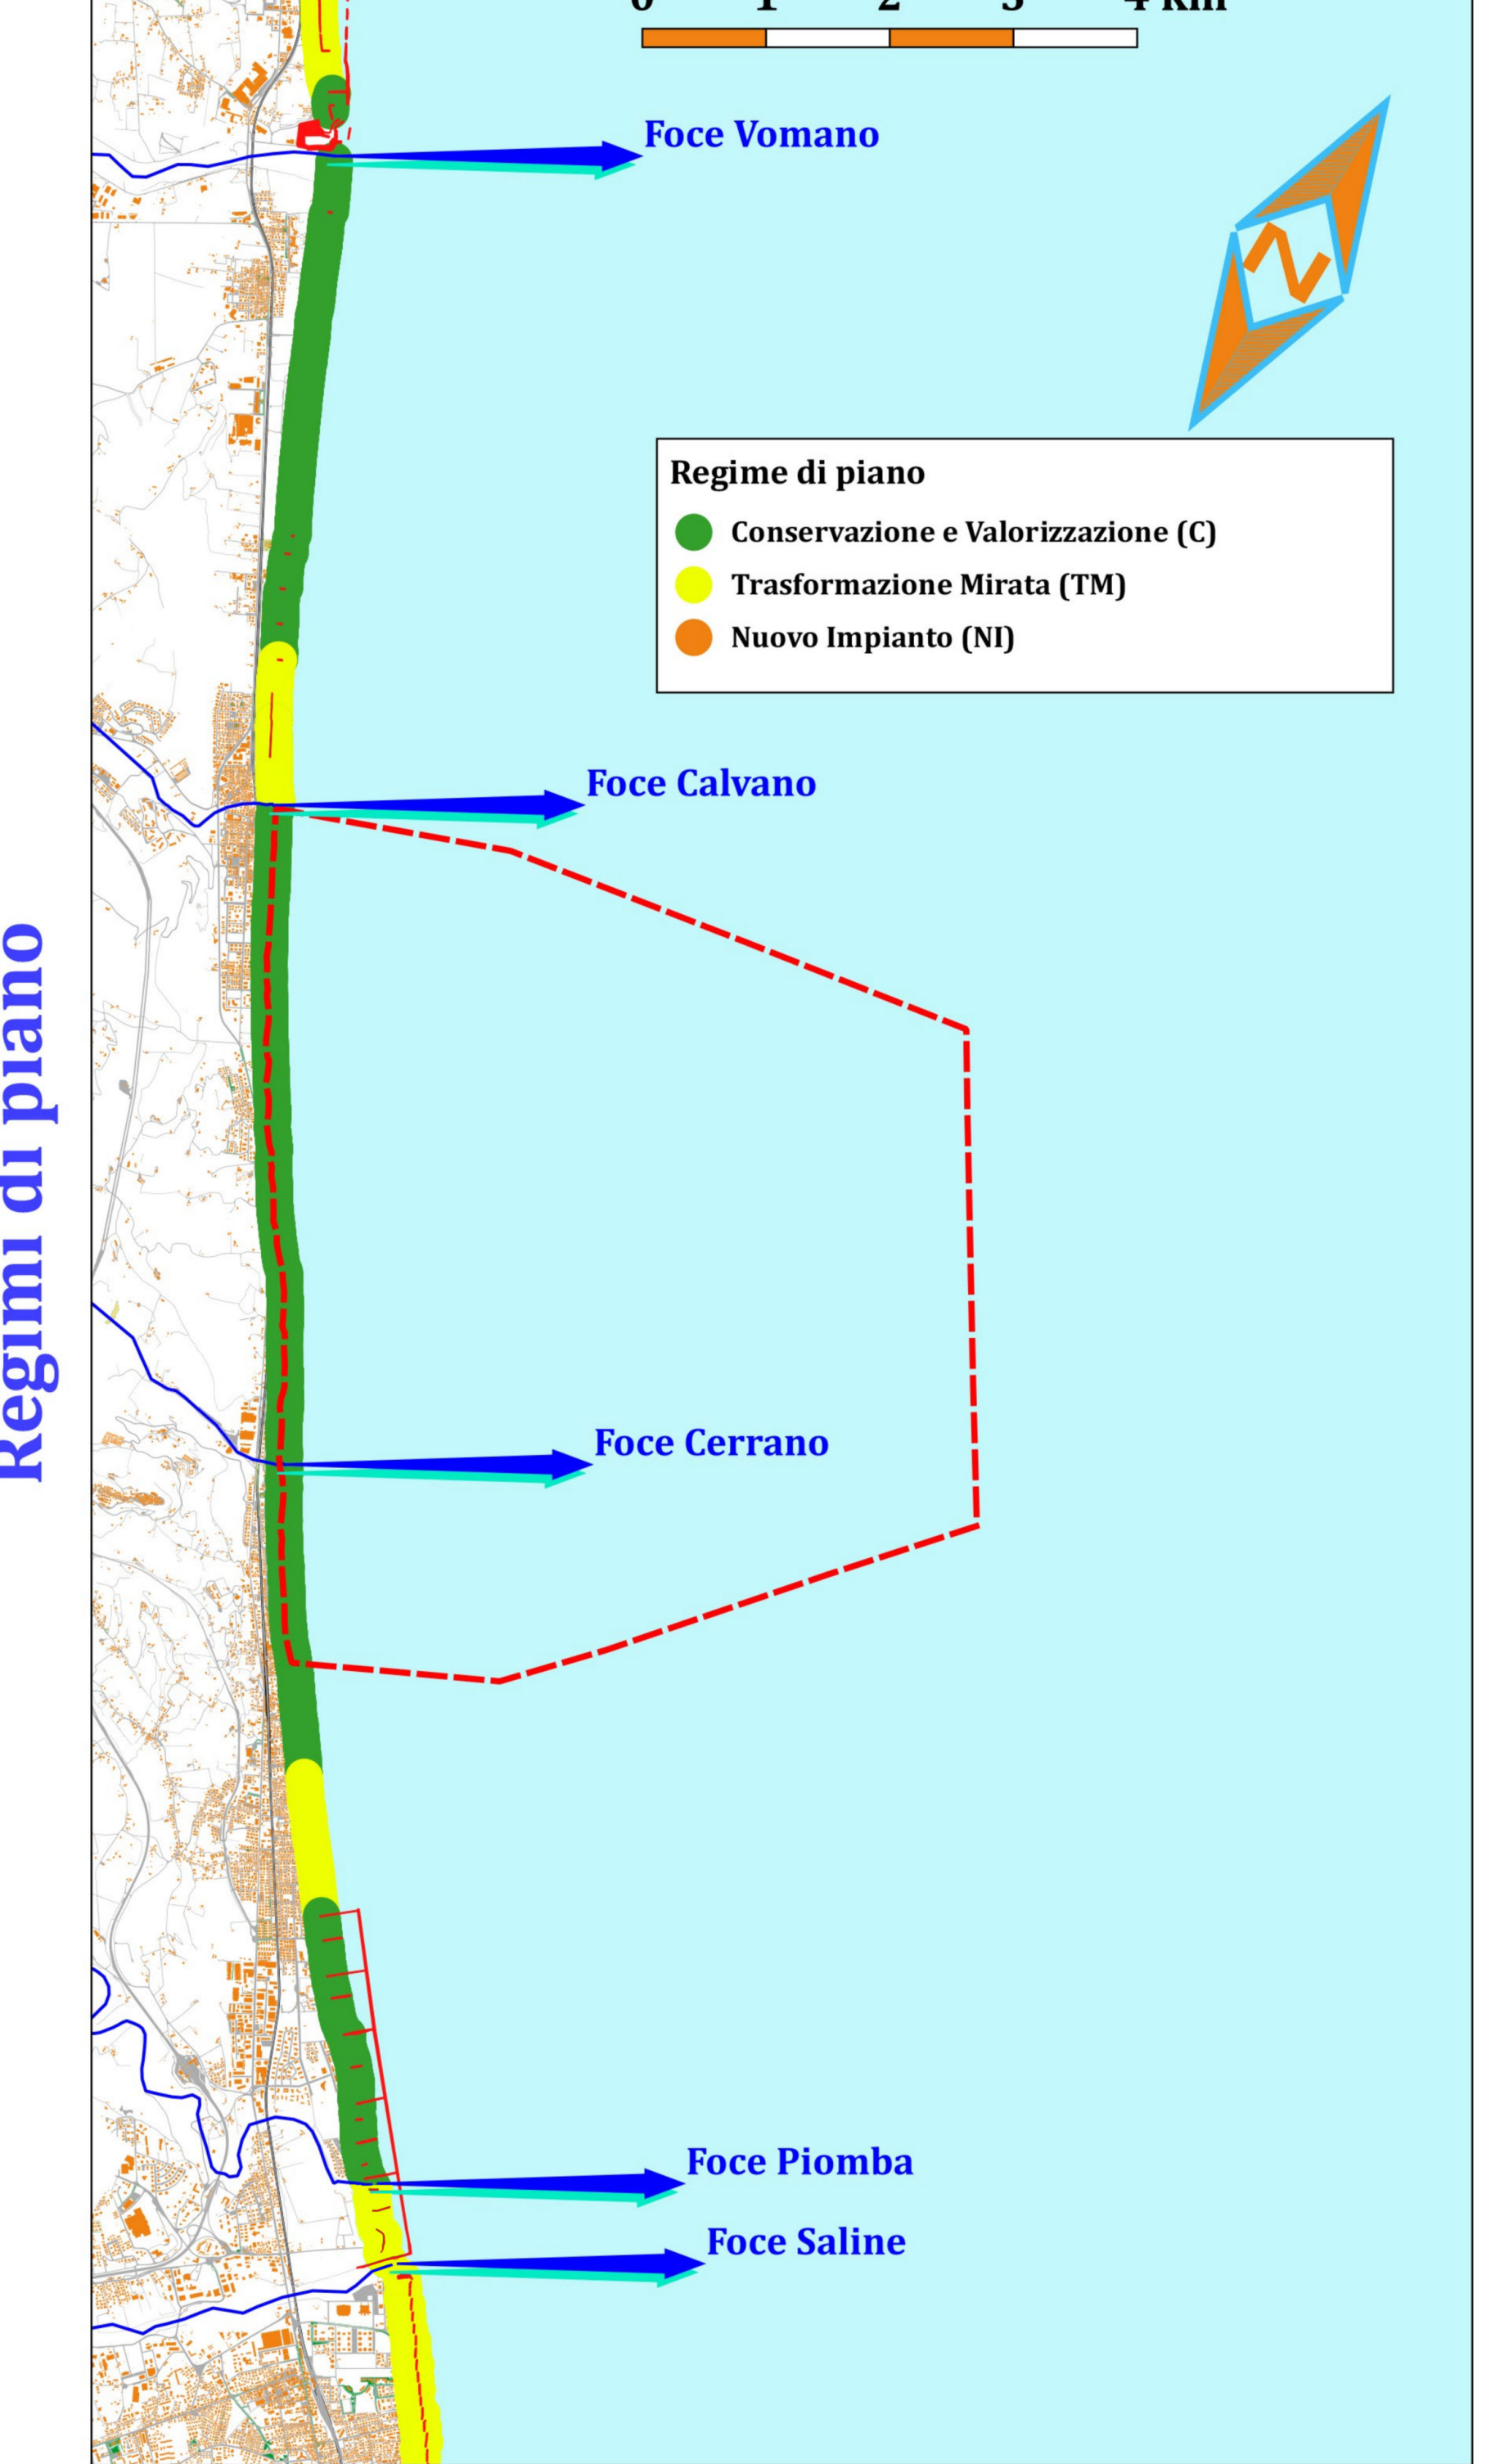 0 1 2 3 4 km
Foce Vomano
N
Regime di piano
Conservazione e Valorizzazione (C)
Trasformazione Mirata (TM)
Nuovo Impianto (NI)
Foce Calvano
Regimi di piano
Foce Cerrano
Foce Piomba
Foce Saline